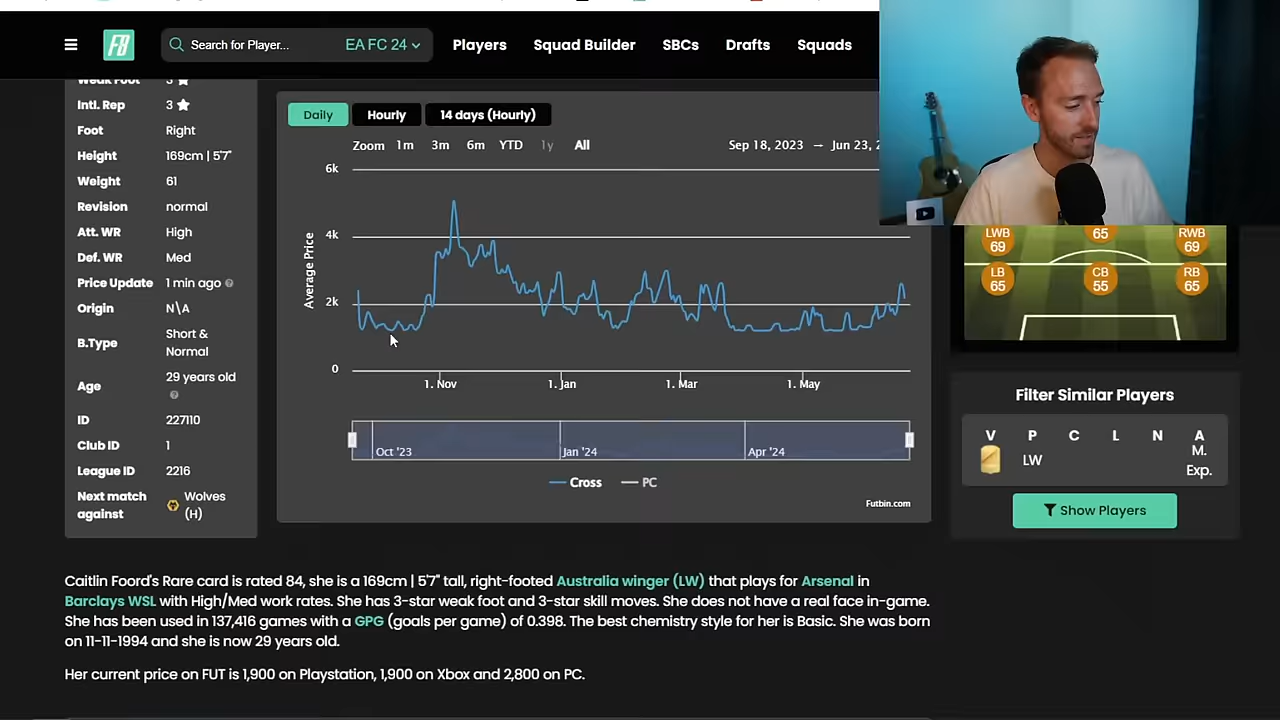 F8
Search for Player...
EA FC 24
Players
Squad Builder
SBCs
Drafts
Squads
Weak Foot 3
Intl. Rep 3
Foot Right
Height 169cm | 5'7"
Weight 61
Revision normal
Att. WR High
Def. WR Med
Price Update 1 min ago
Origin N\A
B.Type Short & Normal
Age 29 years old
ID 227110
Club ID 1
League ID 2216
Next match against Wolves (H)
Daily
Hourly
14 days (Hourly)
Zoom 1m 3m 6m YTD 1y All
Sep 18, 2023 → Jun 23, 2
6k
4k
2k
0
Average Price
1. Nov
1. Jan
1. Mar
1. May
Oct '23
Jan '24
Apr '24
Cross
PC
Futbin.com
LWB 69
65
RWB 69
LB 65
CB 55
RB 65
Filter Similar Players
V P C L N A
LW
M. Exp.
Show Players
Caitlin Foord's Rare card is rated 84, she is a 169cm | 5'7" tall, right-footed Australia winger (LW) that plays for Arsenal in
Barclays WSL with High/Med work rates. She has 3-star weak foot and 3-star skill moves. She does not have a real face in-game.
She has been used in 137,416 games with a GPG (goals per game) of 0.398. The best chemistry style for her is Basic. She was born
on 11-11-1994 and she is now 29 years old.
Her current price on FUT is 1,900 on Playstation, 1,900 on Xbox and 2,800 on PC.